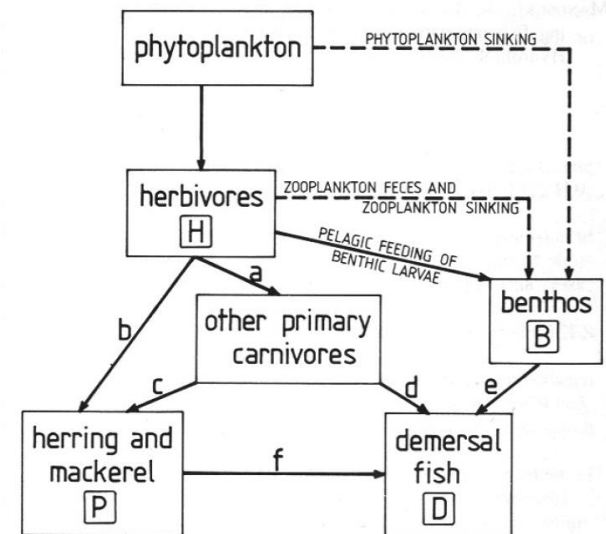 phytoplankton
PHYTOPLANKTON SINKING
herbivores
H
ZOOPLANKTON FECES AND
ZOOPLANKTON SINKING
PELAGIC FEEDING OF
BENTHIC LARVAE
benthos
B
a
b
other primary
carnivores
c
d
e
herring and
mackerel
P
f
demersal
fish
D